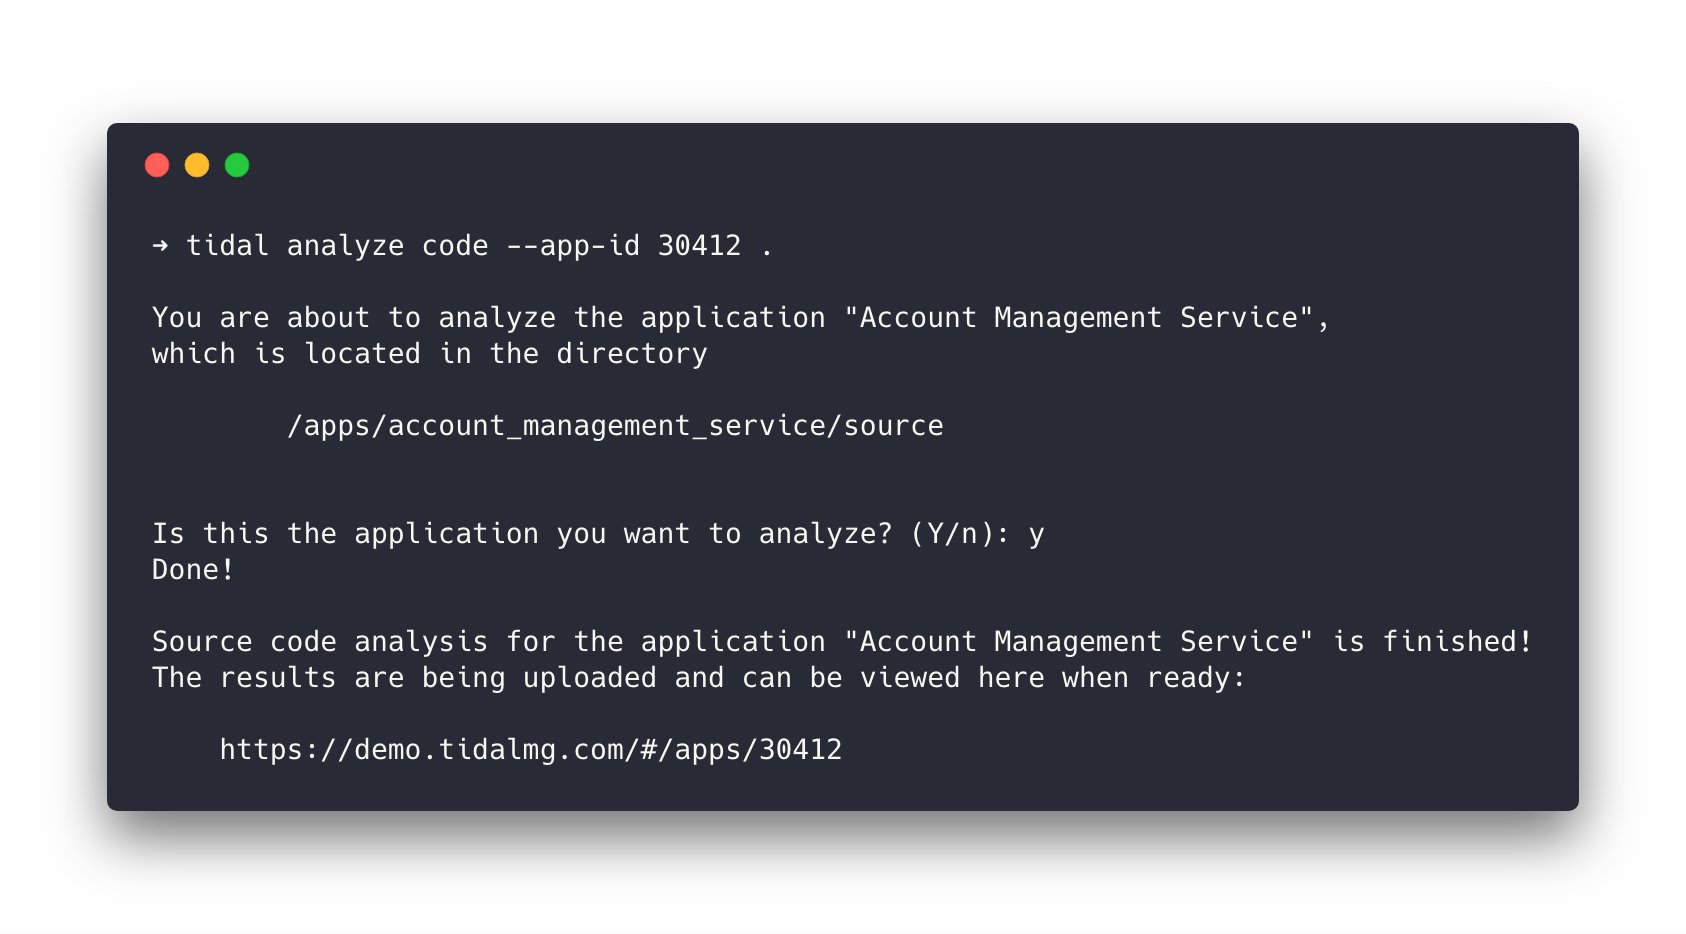 ➜ tidal analyze code --app-id 30412 .
You are about to analyze the application "Account Management Service",
which is located in the directory
/apps/account_management_service/source
Is this the application you want to analyze? (Y/n): y
Done!
Source code analysis for the application "Account Management Service" is finished!
The results are being uploaded and can be viewed here when ready:
https://demo.tidalmg.com/#/apps/30412